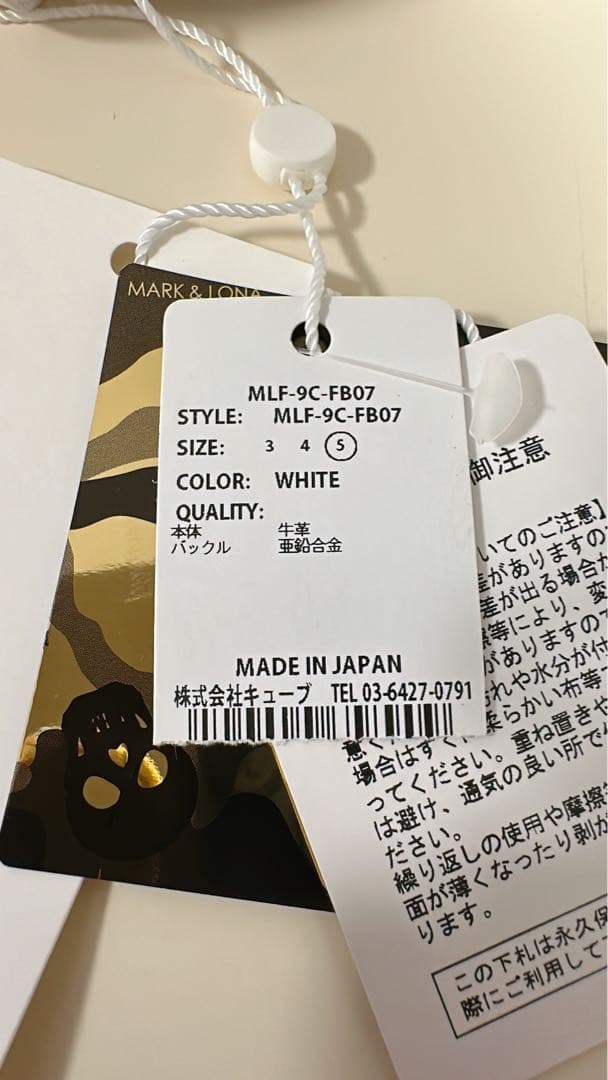 MARK & LONA
MLF-9C-FB07
STYLE: MLF-9C-FB07
SIZE: 3 4 5
COLOR: WHITE
QUALITY:
本体 牛革
バックル 亜鉛合金
MADE IN JAPAN
株式会社キューブ TEL 03-6427-0791
御注意
いてのご注意】
差がありますの
差が出る場合が
等により、変
がありますので
れや水分が付
柔らかい布等
場合はすぐ
ってください。重ね置きや
は避け、通気の良い所で
ださい。
繰り返しの使用や摩擦
面が薄くなったり剥が
ります。
この下札は永久保
際にご利用して